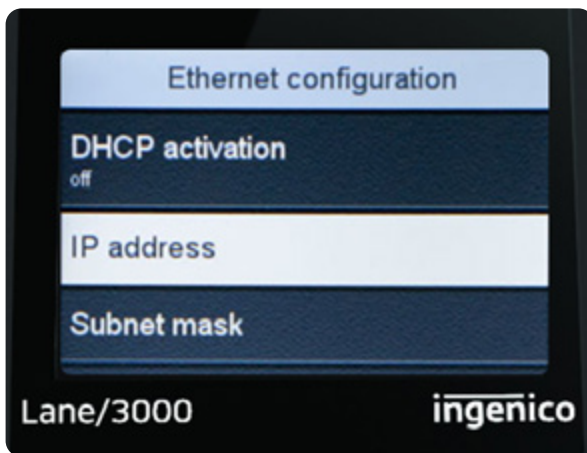 Ethernet configuration
DHCP activation
off
IP address
Subnet mask
Lane/3000 ingenico